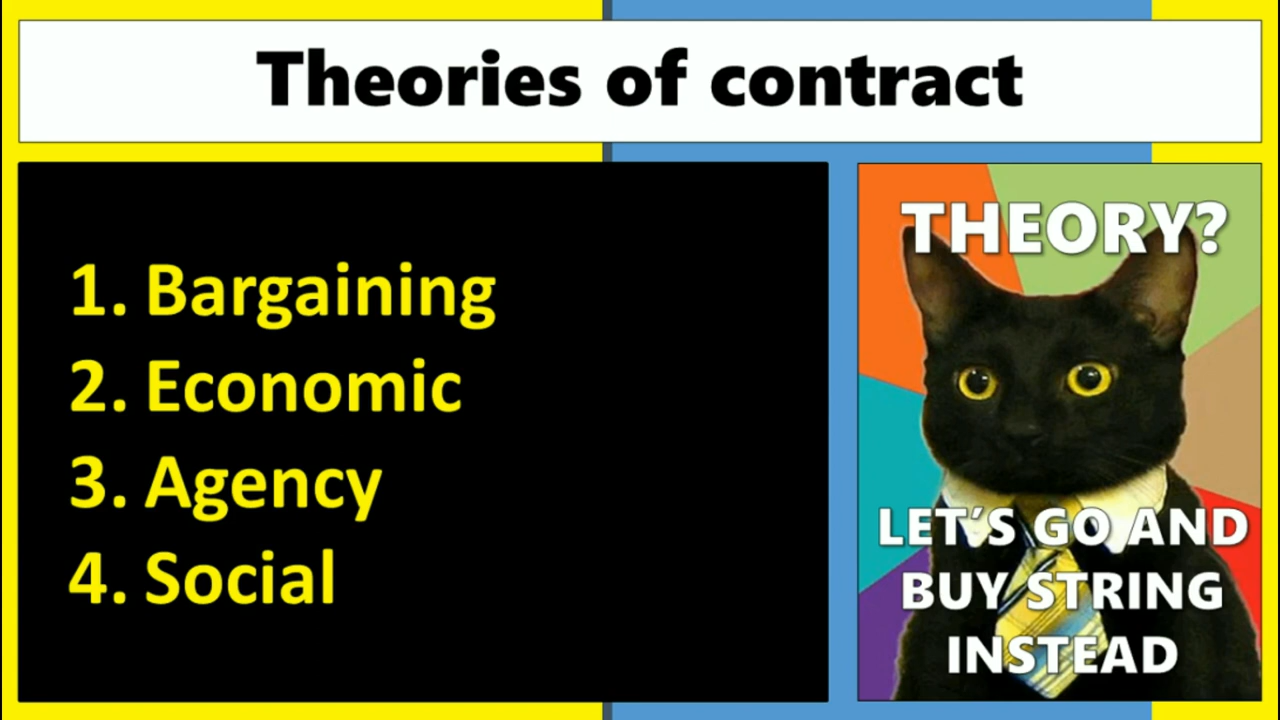 Theories of contract
1. Bargaining
2. Economic
3. Agency
4. Social
THEORY?
LET'S GO AND
BUY STRING
INSTEAD